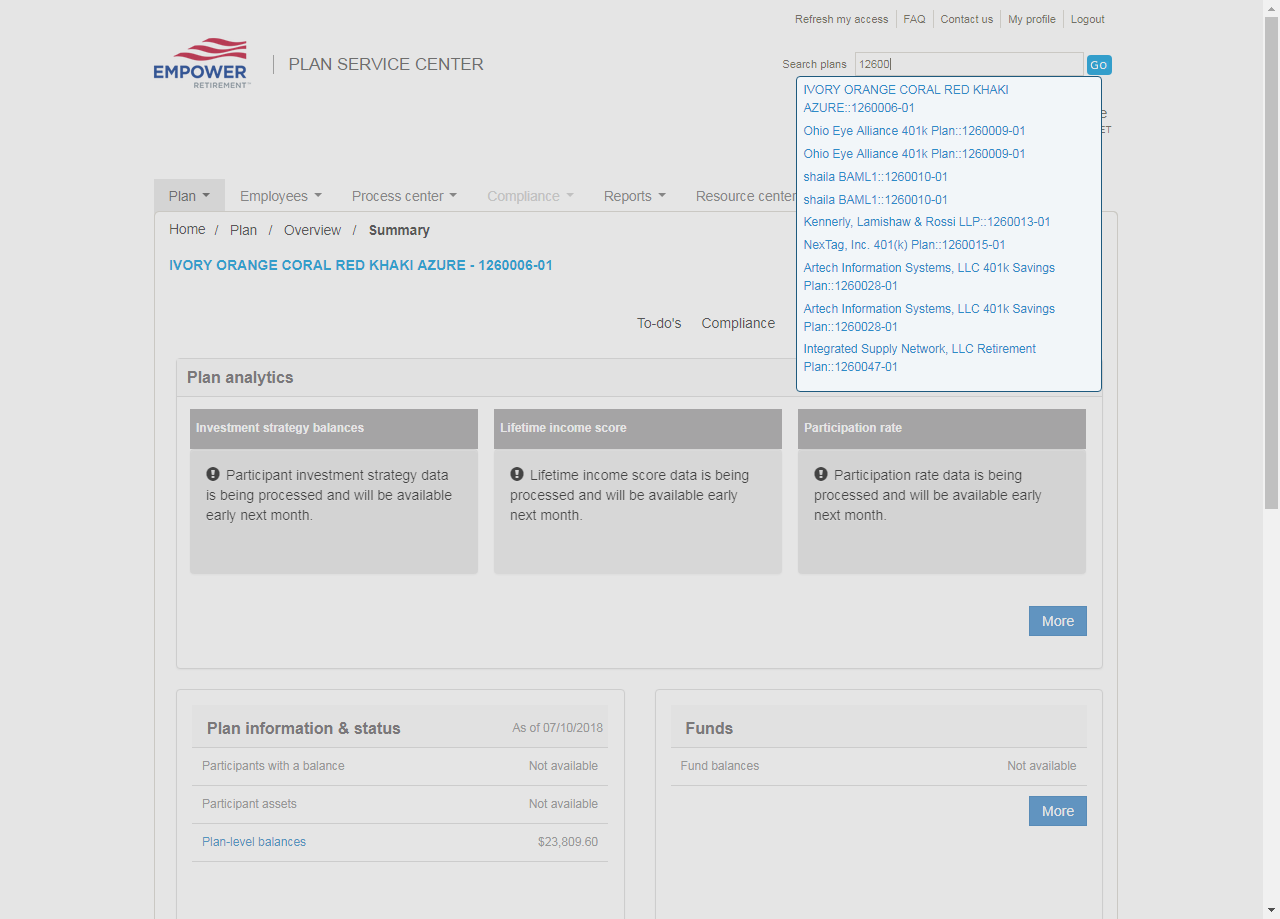 Refresh my access FAQ Contact us My profile Logout
EMPOWER
RETIREMENT™
PLAN SERVICE CENTER
Search plans 12600 Go
IVORY ORANGE CORAL RED KHAKI
AZURE::1260006-01
Ohio Eye Alliance 401k Plan::1260009-01
Ohio Eye Alliance 401k Plan::1260009-01
shaila BAML1::1260010-01
shaila BAML1::1260010-01
Kennerly, Lamishaw & Rossi LLP::1260013-01
NexTag, Inc. 401(k) Plan::1260015-01
Artech Information Systems, LLC 401k Savings
Plan::1260028-01
Artech Information Systems, LLC 401k Savings
Plan::1260028-01
Integrated Supply Network, LLC Retirement
Plan::1260047-01
e
ET
Plan Employees Process center Compliance Reports Resource center
Home / Plan / Overview / Summary
IVORY ORANGE CORAL RED KHAKI AZURE - 1260006-01
To-do's Compliance
Plan analytics
Investment strategy balances
Participant investment strategy data
is being processed and will be available
early next month.
Lifetime income score
Lifetime income score data is being
processed and will be available early
next month.
Participation rate
Participation rate data is being
processed and will be available early
next month.
More
Plan information & status As of 07/10/2018
Participants with a balance Not available
Participant assets Not available
Plan-level balances $23,809.60
Funds
Fund balances Not available
More